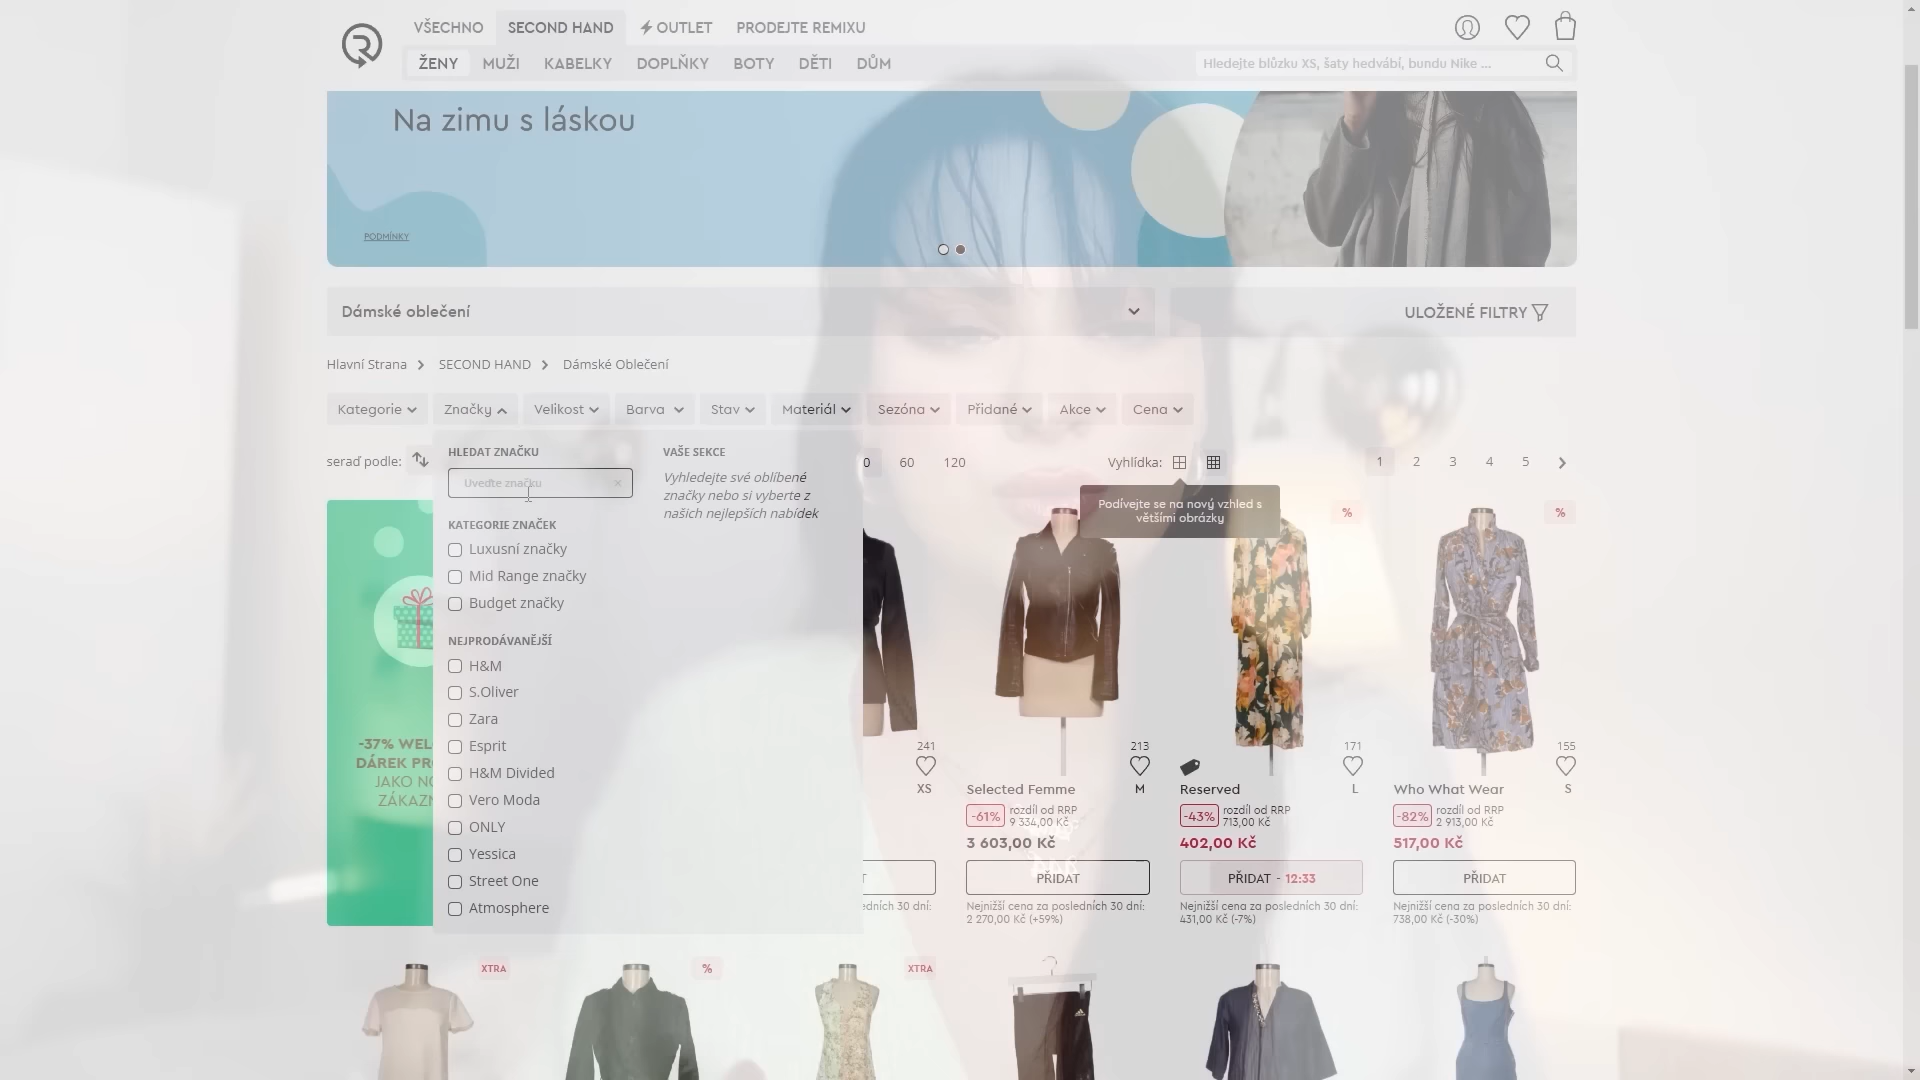 VŠECHNO SECOND HAND OUTLET PRODEJTE REMIXU
ŽENY MUŽI KABELKY DOPLŇKY BOTY DĚTI DŮM
Hledejte blůzku XS, šaty hedvábí, bundu Nike ...
Na zimu s láskou
PODMÍNKY
Dámské oblečení
ULOŽENÉ FILTRY
Hlavní Strana SECOND HAND Dámské Oblečení
Kategorie Značky Velikost Barva Stav Materiál Sezóna Přidané Akce Cena
seraď podle:
0 60 120
Vyhlídka:
1 2 3 4 5
HLEDAT ZNAČKU
Uveďte značku
VAŠE SEKCE
Vyhledejte své oblíbené
značky nebo si vyberte z
našich nejlepších nabídek
KATEGORIE ZNAČEK
Luxusní značky
Mid Range značky
Budget značky
NEJPRODÁVANĚJŠÍ
H&M
S.Oliver
Zara
Esprit
H&M Divided
Vero Moda
ONLY
Yessica
Street One
Atmosphere
Podívejte se na nový vzhled s
většími obrázky
%
%
-37% WEL
DÁREK PR
JAKO NO
ZÁKAZN
241
XS
T
edních 30 dní:
213
Selected Femme M
-61% rozdíl od RRP
9 334,00 Kč
3 603,00 Kč
PŘIDAT
Nejnižší cena za posledních 30 dní:
2 270,00 Kč (+59%)
171
Reserved L
-43% rozdíl od RRP
713,00 Kč
402,00 Kč
PŘIDAT - 12:33
Nejnižší cena za posledních 30 dní:
431,00 Kč (-7%)
155
Who What Wear S
-82% rozdíl od RRP
2 913,00 Kč
517,00 Kč
PŘIDAT
Nejnižší cena za posledních 30 dní:
738,00 Kč (-30%)
XTRA
%
XTRA